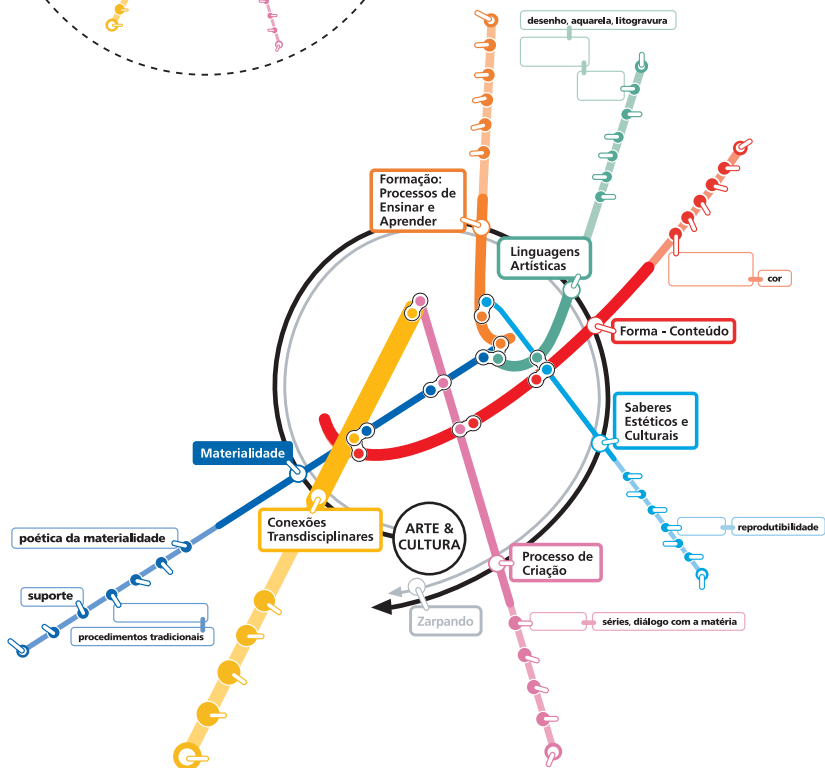 desenho, aquarela, litogravura
Formação:
Processos de
Ensinar e
Aprender
Linguagens
Artísticas
cor
Forma - Conteúdo
Saberes
Estéticos e
Culturais
Materialidade
Conexões
Transdisciplinares
ARTE &
CULTURA
reprodutibilidade
poética da materialidade
Processo de
Criação
suporte
Zarpando
séries, diálogo com a matéria
procedimentos tradicionais